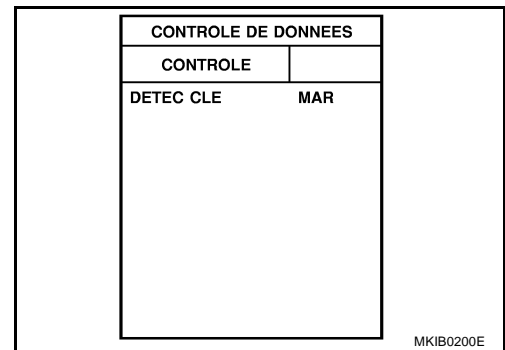 CONTROLE DE DONNEES
CONTROLE
DETEC CLE MAR
MKIB0200E